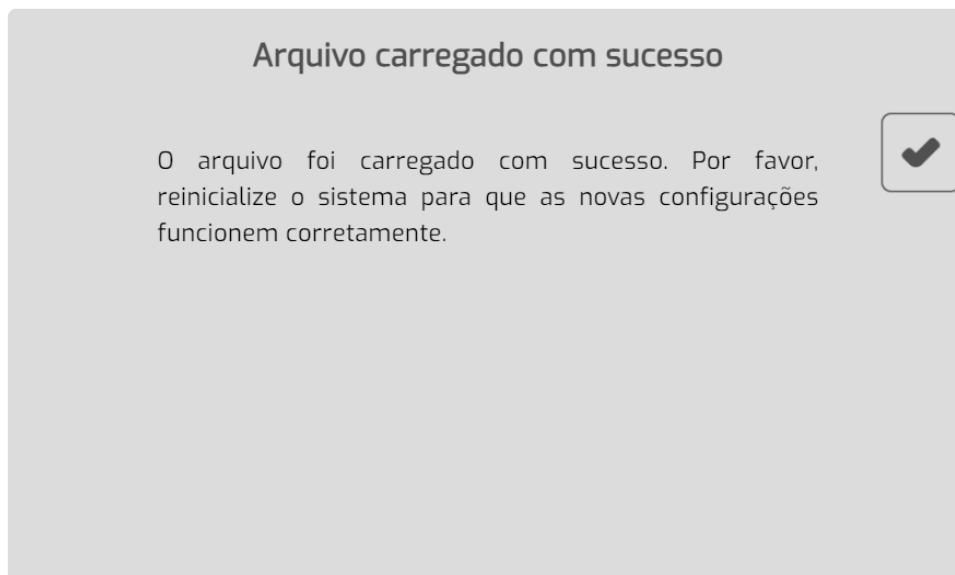 Arquivo carregado com sucesso
O arquivo foi carregado com sucesso. Por favor,
reinicialize o sistema para que as novas configurações
funcionem corretamente.